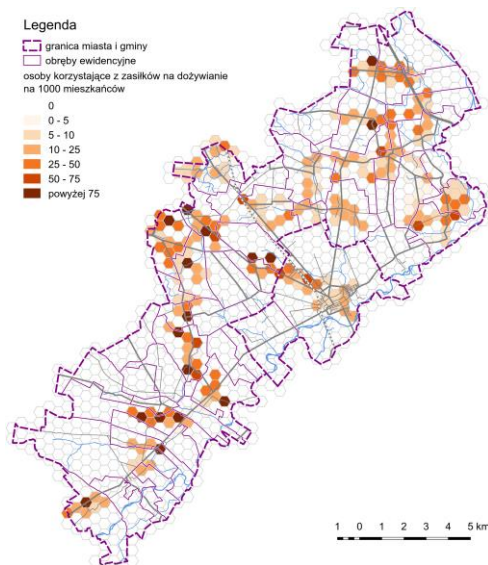 Legenda
granica miasta i gminy
obręby ewidencyjne
osoby korzystające z zasiłków na dożywianie
na 1000 mieszkańców
0
0 - 5
5 - 10
10 - 25
25 - 50
50 - 75
powyżej 75
1 0 1 2 3 4 5 km